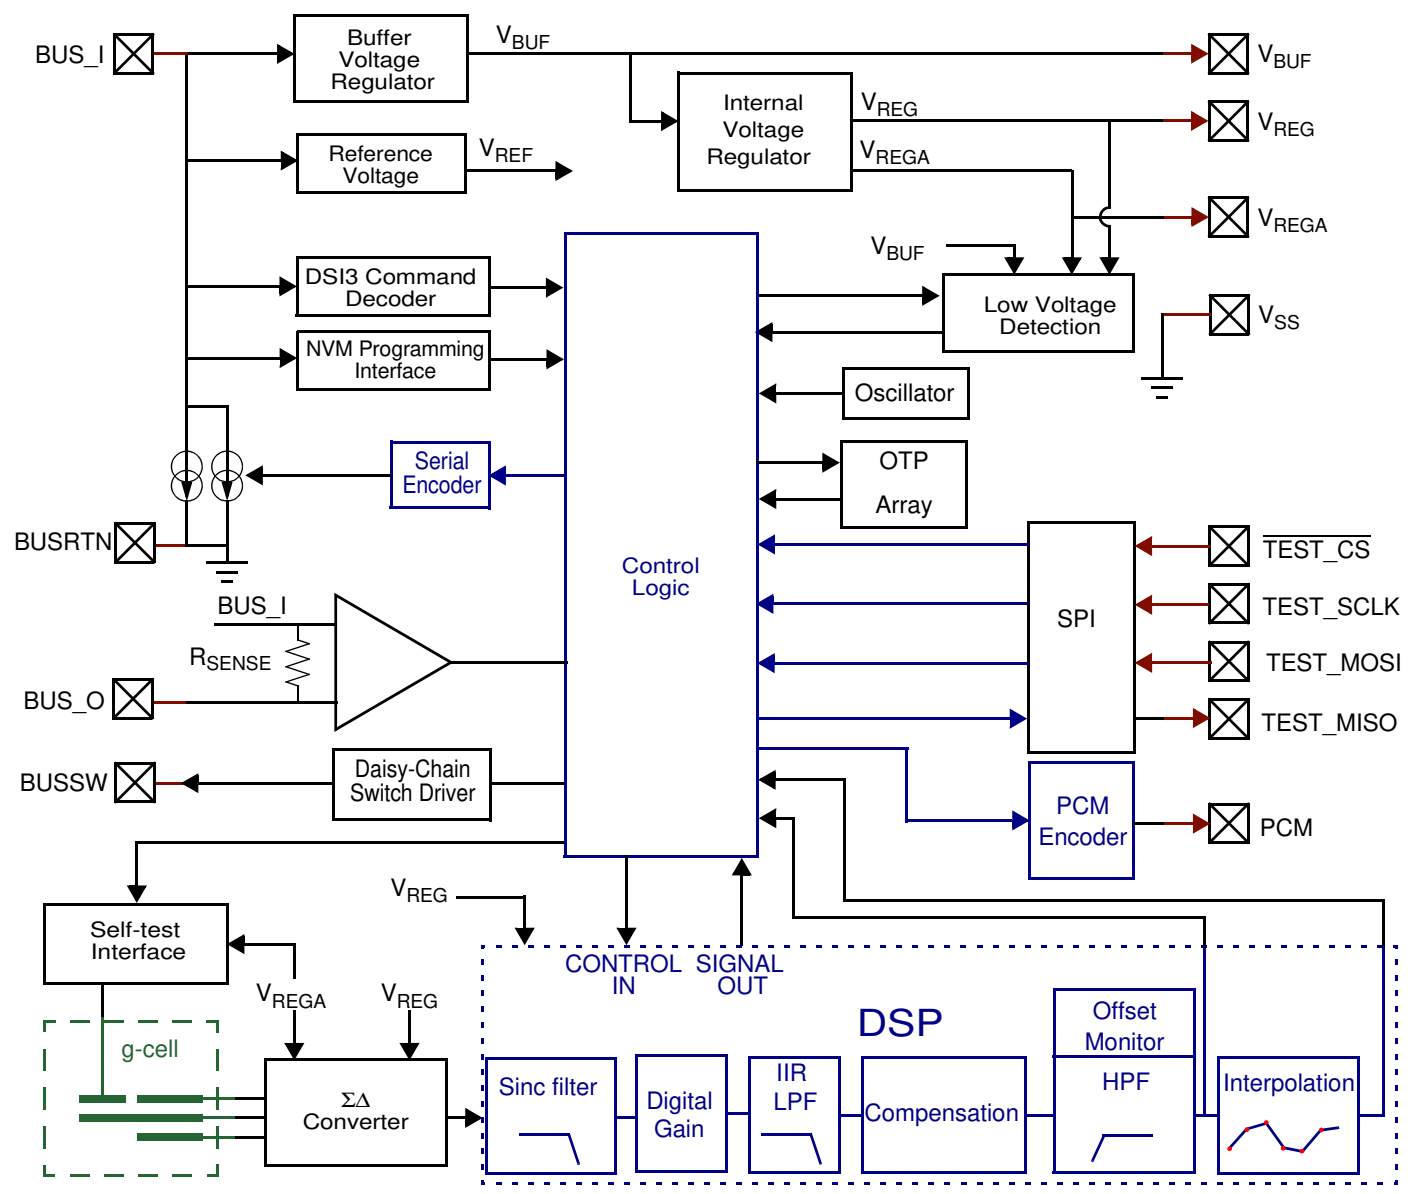 BUS_I
Buffer
Voltage
Regulator
VBUF
VBUF
Internal
Voltage
Regulator
VREG
VREGA
VREG
Reference
Voltage
VREF
VREGA
VBUF
DSI3 Command
Decoder
Low Voltage
Detection
VSS
NVM Programming
Interface
Oscillator
Serial
Encoder
OTP
Array
BUSRTN
Control
Logic
SPI
TEST_CS
TEST_SCLK
TEST_MOSI
TEST_MISO
BUS_I
RSENSE
BUS_O
BUSSW
Daisy-Chain
Switch Driver
PCM
Encoder
PCM
VREG
Self-test
Interface
VREGA
VREG
CONTROL
IN
SIGNAL
OUT
DSP
g-cell
ΣΔ
Converter
Sinc filter
Digital
Gain
IIR
LPF
Compensation
Offset
Monitor
HPF
Interpolation